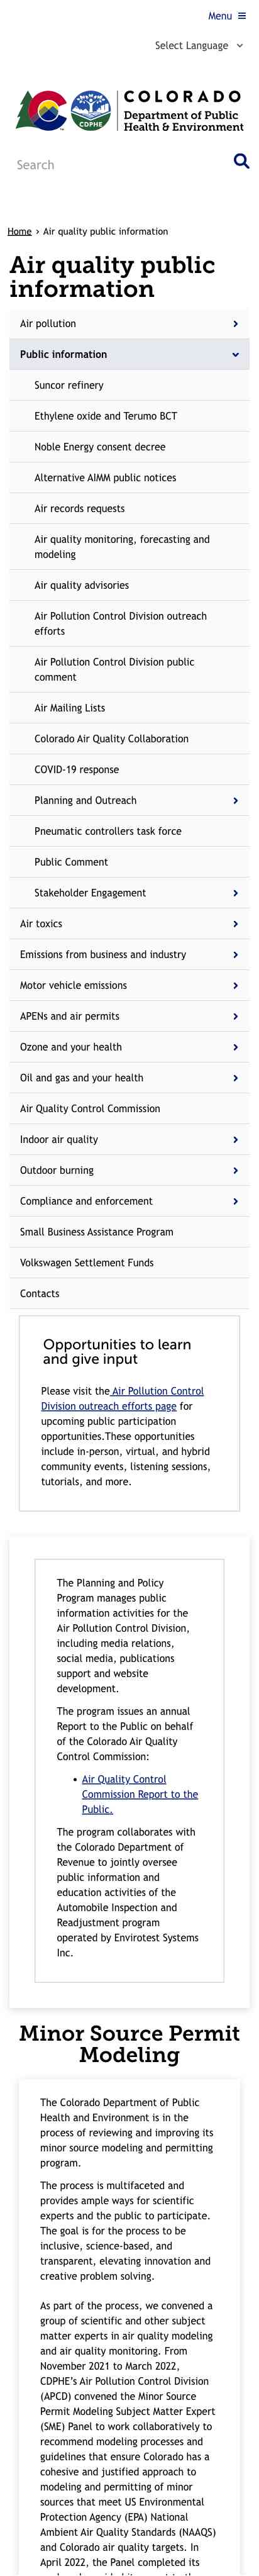 Menu
Select Language
COLORADO
Department of Public
Health & Environment
CDPHE
Search
Home › Air quality public information
Air quality public
information
Air pollution
Public information
Suncor refinery
Ethylene oxide and Terumo BCT
Noble Energy consent decree
Alternative AIMM public notices
Air records requests
Air quality monitoring, forecasting and
modeling
Air quality advisories
Air Pollution Control Division outreach
efforts
Air Pollution Control Division public
comment
Air Mailing Lists
Colorado Air Quality Collaboration
COVID-19 response
Planning and Outreach
Pneumatic controllers task force
Public Comment
Stakeholder Engagement
Air toxics
Emissions from business and industry
Motor vehicle emissions
APENs and air permits
Ozone and your health
Oil and gas and your health
Air Quality Control Commission
Indoor air quality
Outdoor burning
Compliance and enforcement
Small Business Assistance Program
Volkswagen Settlement Funds
Contacts
Opportunities to learn
and give input
Please visit the Air Pollution Control
Division outreach efforts page for
upcoming public participation
opportunities.These opportunities
include in-person, virtual, and hybrid
community events, listening sessions,
tutorials, and more.
The Planning and Policy
Program manages public
information activities for the
Air Pollution Control Division,
including media relations,
social media, publications
support and website
development.
The program issues an annual
Report to the Public on behalf
of the Colorado Air Quality
Control Commission:
• Air Quality Control
Commission Report to the
Public.
The program collaborates with
the Colorado Department of
Revenue to jointly oversee
public information and
education activities of the
Automobile Inspection and
Readjustment program
operated by Envirotest Systems
Inc.
Minor Source Permit
Modeling
The Colorado Department of Public
Health and Environment is in the
process of reviewing and improving its
minor source modeling and permitting
program.
The process is multifaceted and
provides ample ways for scientific
experts and the public to participate.
The goal is for the process to be
inclusive, science-based, and
transparent, elevating innovation and
creative problem solving.
As part of the process, we convened a
group of scientific and other subject
matter experts in air quality modeling
and air quality monitoring. From
November 2021 to March 2022,
CDPHE's Air Pollution Control Division
(APCD) convened the Minor Source
Permit Modeling Subject Matter Expert
(SME) Panel to work collaboratively to
recommend modeling processes and
guidelines that ensure Colorado has a
cohesive and justified approach to
modeling and permitting of minor
sources that meet US Environmental
Protection Agency (EPA) National
Ambient Air Quality Standards (NAAQS)
and Colorado air quality targets. In
April 2022, the Panel completed its